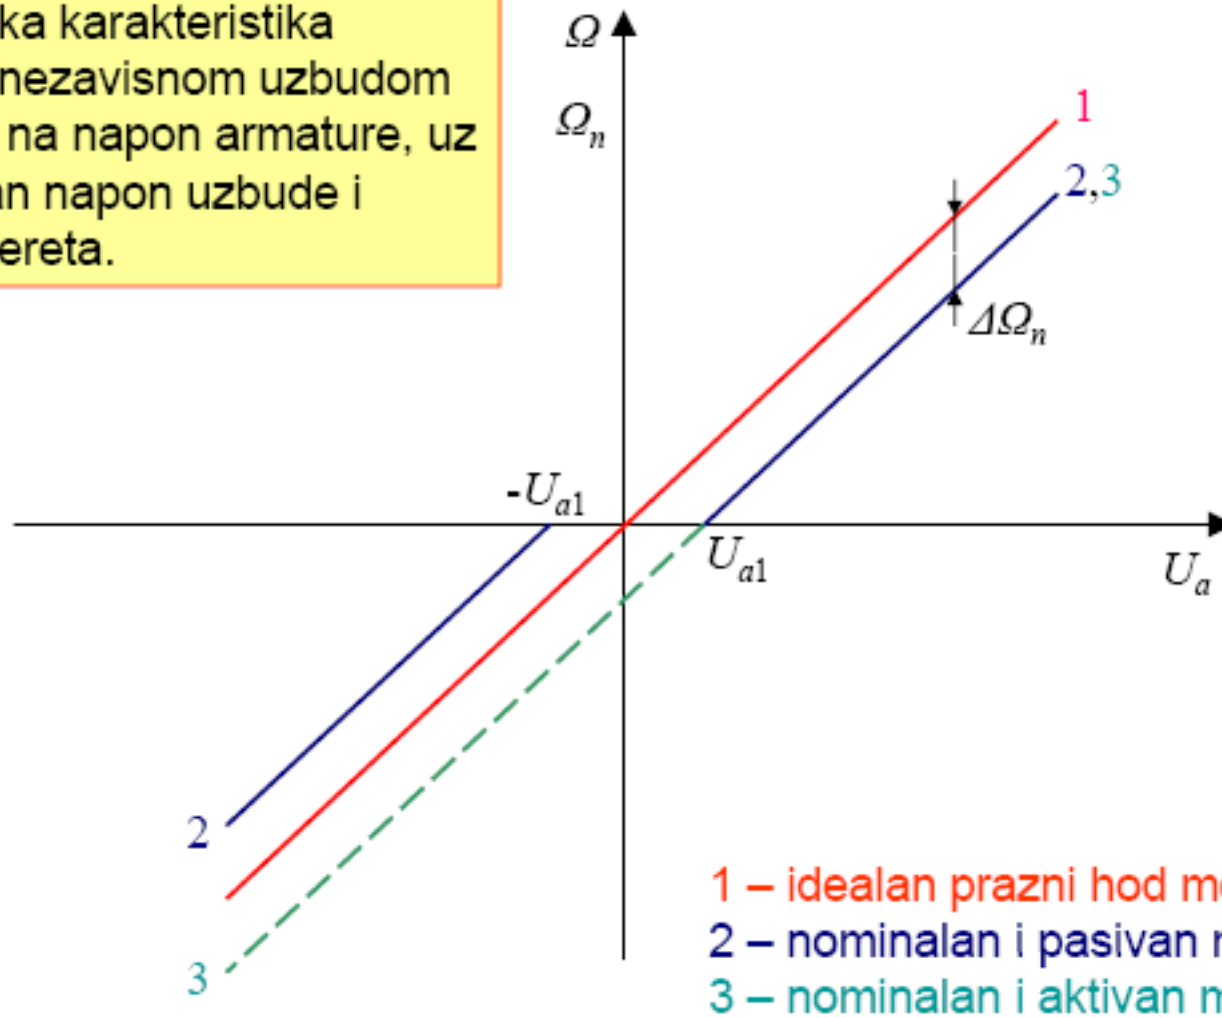 ka karakteristika
nezavisnom uzbudom
na napon armature, uz
an napon uzbude i
ereta.
Ω
Ωn
1
2,3
ΔΩn
-Ua1
Ua1
Ua
2
3
1 – idealan prazni hod
2 – nominalan i pasivan
3 – nominalan i aktivan